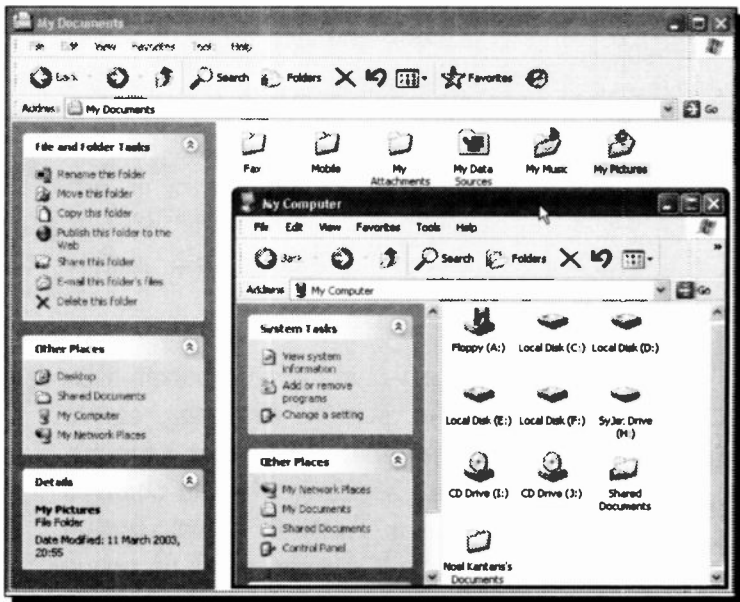 My Documents
File Edit View Favorites Tools Help
Back Search Folders Favorites
Address My Documents Go
File and Folder Tasks
Rename this folder
Move this folder
Copy this folder
Publish this folder to the
Web
Share this folder
E-mail this folder's files
Delete this folder
Other Places
Desktop
Shared Documents
My Computer
My Network Places
Details
My Pictures
File Folder
Date Modified: 11 March 2003,
20:55
Fax Mobile My My Data My Music My Pictures
Attachments Sources
My Computer
File Edit View Favorites Tools Help
Back Search Folders »
Address My Computer Go
System Tasks
View system
information
Add or remove
programs
Change a setting
Other Places
My Network Places
My Documents
Shared Documents
Control Panel
Floppy (A:) Local Disk (C:) Local Disk (D:)
Local Disk (E:) Local Disk (F:) SyJet Drive
(H:)
CD Drive (I:) CD Drive (J:) Shared
Documents
Noel Kantaris's
Documents